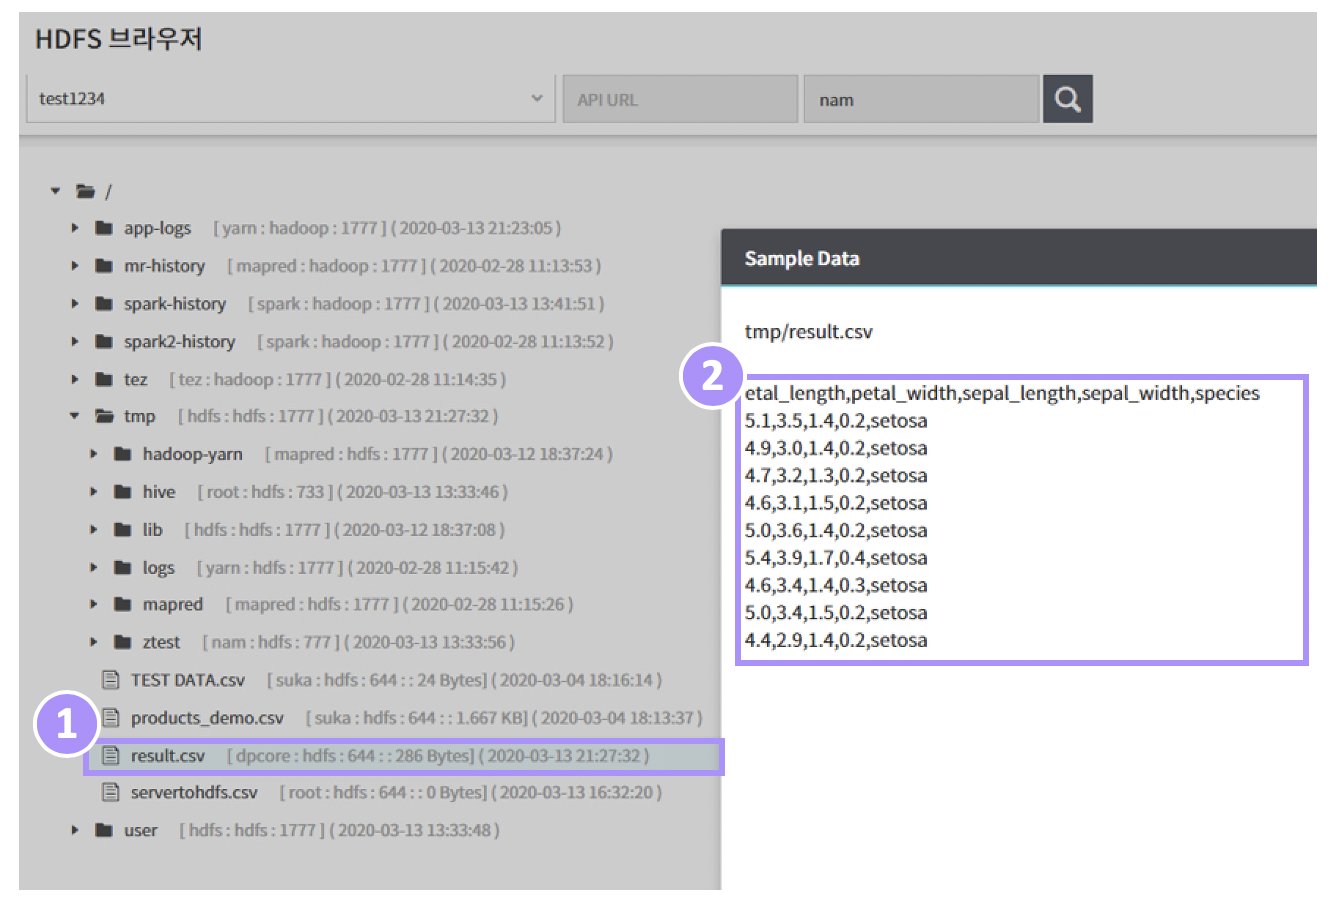 HDFS 브라우저
test1234
API URL
nam
/
app-logs [ yarn : hadoop : 1777 ] ( 2020-03-13 21:23:05 )
mr-history [ mapred : hadoop : 1777 ] ( 2020-02-28 11:13:53 )
spark-history [ spark : hadoop : 1777 ] ( 2020-03-13 13:41:51 )
spark2-history [ spark : hadoop : 1777 ] ( 2020-02-28 11:13:52 )
tez [ tez : hadoop : 1777 ] ( 2020-02-28 11:14:35 )
tmp [ hdfs : hdfs : 1777 ] ( 2020-03-13 21:27:32 )
hadoop-yarn [ mapred : hdfs : 1777 ] ( 2020-03-12 18:37:24 )
hive [ root : hdfs : 733 ] ( 2020-03-13 13:33:46 )
lib [ hdfs : hdfs : 1777 ] ( 2020-03-12 18:37:08 )
logs [ yarn : hdfs : 1777 ] ( 2020-02-28 11:15:42 )
mapred [ mapred : hdfs : 1777 ] ( 2020-02-28 11:15:26 )
ztest [ nam : hdfs : 777 ] ( 2020-03-13 13:33:56 )
TEST DATA.csv [ suka : hdfs : 644 : : 24 Bytes] ( 2020-03-04 18:16:14 )
products_demo.csv [ suka : hdfs : 644 : : 1.667 KB] ( 2020-03-04 18:13:37 )
1
result.csv [ dpcore : hdfs : 644 : : 286 Bytes] ( 2020-03-13 21:27:32 )
servertohdfs.csv [ root : hdfs : 644 : : 0 Bytes] ( 2020-03-13 16:32:20 )
user [ hdfs : hdfs : 1777 ] ( 2020-03-13 13:33:48 )
Sample Data
tmp/result.csv
2
etal_length,petal_width,sepal_length,sepal_width,species
5.1,3.5,1.4,0.2,setosa
4.9,3.0,1.4,0.2,setosa
4.7,3.2,1.3,0.2,setosa
4.6,3.1,1.5,0.2,setosa
5.0,3.6,1.4,0.2,setosa
5.4,3.9,1.7,0.4,setosa
4.6,3.4,1.4,0.3,setosa
5.0,3.4,1.5,0.2,setosa
4.4,2.9,1.4,0.2,setosa